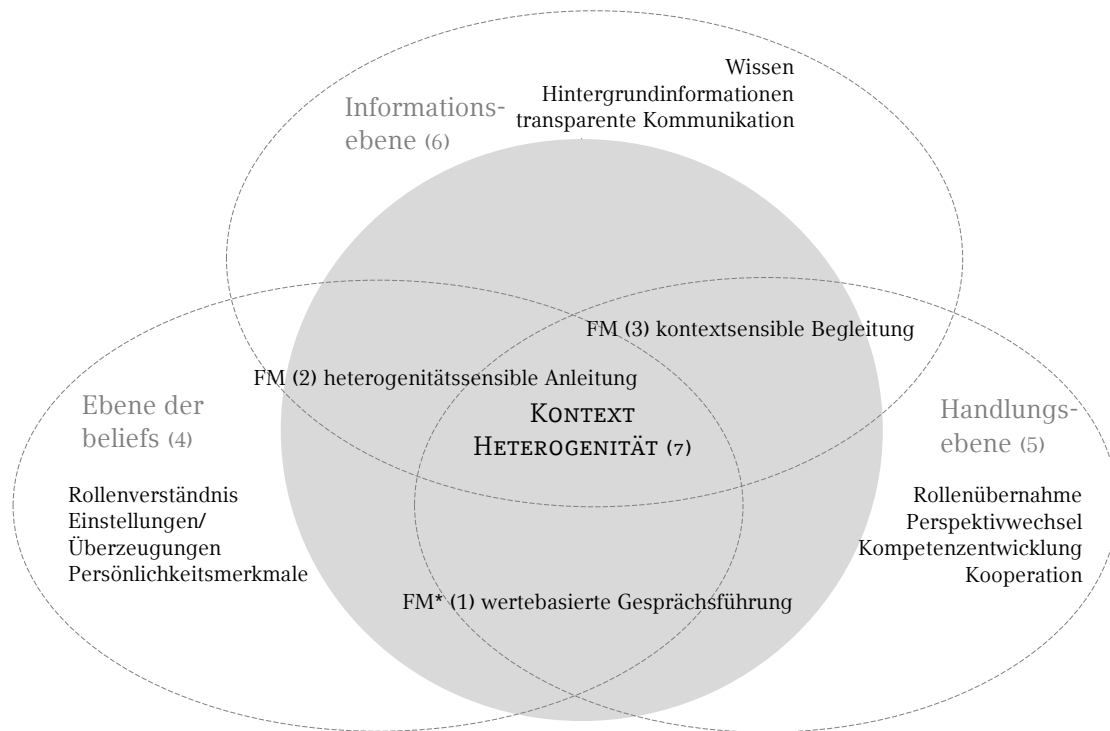 Wissen
Hintergrundinformationen
transparente Kommunikation
Informations-
ebene (6)
FM (3) kontextsensible Begleitung
FM (2) heterogenitätssensible Anleitung
KONTEXT
HETEROGENITÄT (7)
Ebene der
beliefs (4)
Rollenverständnis
Einstellungen/
Überzeugungen
Persönlichkeitsmerkmale
Handlungs-
ebene (5)
Rollenübernahme
Perspektivwechsel
Kompetenzentwicklung
Kooperation
FM* (1) wertebasierte Gesprächsführung